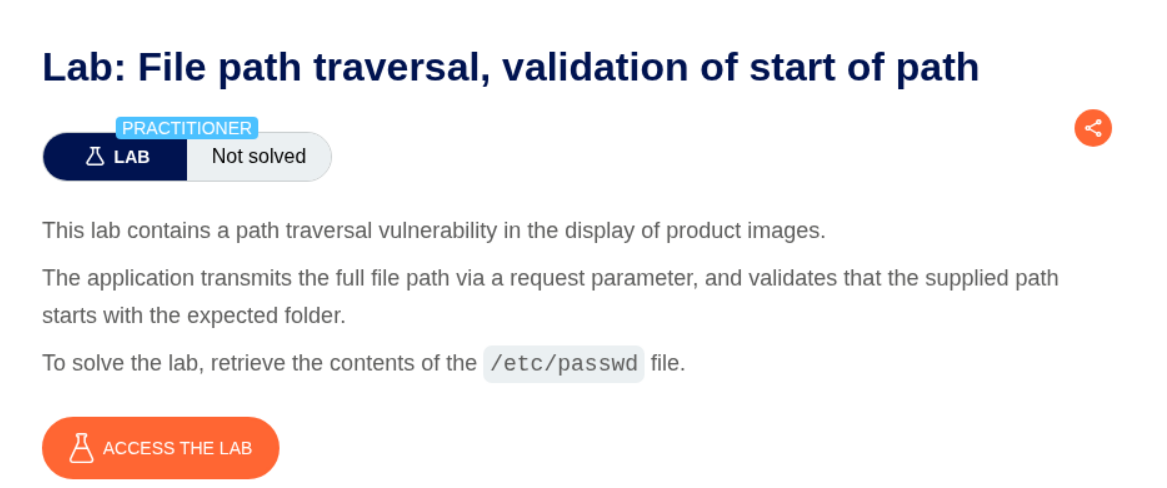 Lab: File path traversal, validation of start of path
PRACTITIONER
LAB Not solved
This lab contains a path traversal vulnerability in the display of product images.
The application transmits the full file path via a request parameter, and validates that the supplied path
starts with the expected folder.
To solve the lab, retrieve the contents of the /etc/passwd file.
ACCESS THE LAB